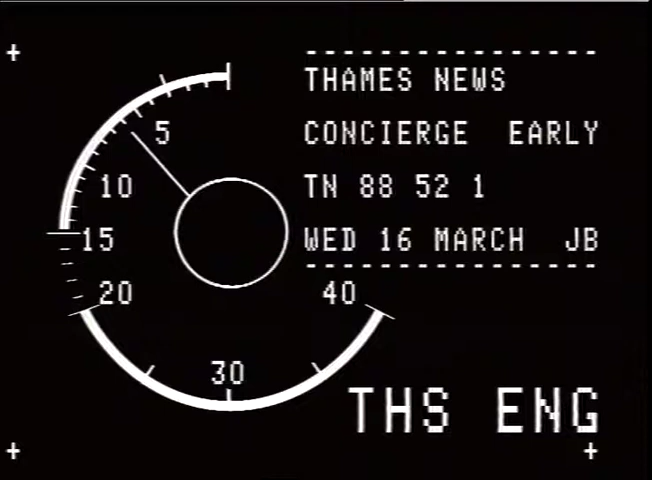 THAMES NEWS
CONCIERGE EARLY
TN 88 52 1
WED 16 MARCH JB
5
10
15
20
30
40
THS ENG